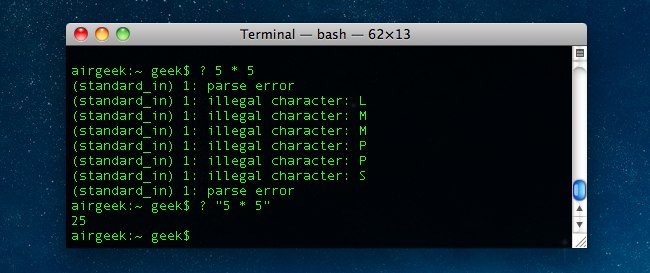 Terminal — bash — 62×13
airgeek:~ geek$ ? 5 * 5
(standard_in) 1: parse error
(standard_in) 1: illegal character: L
(standard_in) 1: illegal character: M
(standard_in) 1: illegal character: M
(standard_in) 1: illegal character: P
(standard_in) 1: illegal character: P
(standard_in) 1: illegal character: S
(standard_in) 1: parse error
airgeek:~ geek$ ? "5 * 5"
25
airgeek:~ geek$